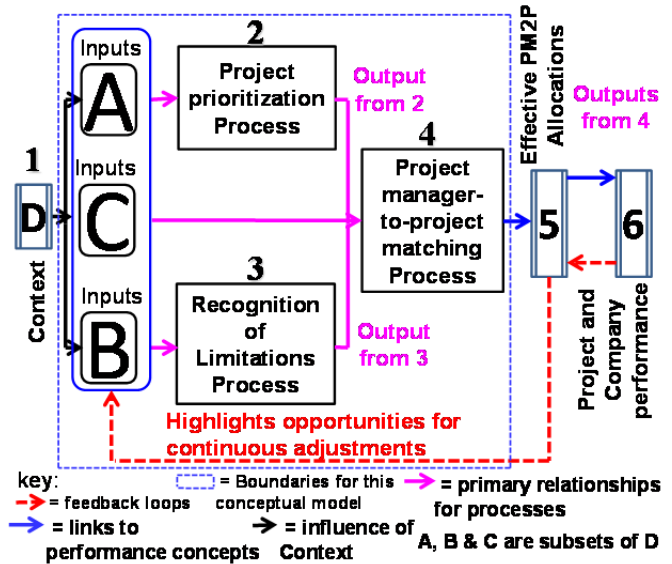 1
D
Context
Inputs
A
Inputs
C
Inputs
B
2
Project
prioritization
Process
Output
from 2
3
Recognition
of
Limitations
Process
Output
from 3
4
Project
manager-
to-project
matching
Process
Effective PM2P
Allocations
Outputs
from 4
5
6
Project and
Company
performance
Highlights opportunities for
continuous adjustments
key:
= feedback loops
= Boundaries for this
conceptual model
= primary relationships
for processes
= links to
performance concepts
= influence of
Context
A, B & C are subsets of D